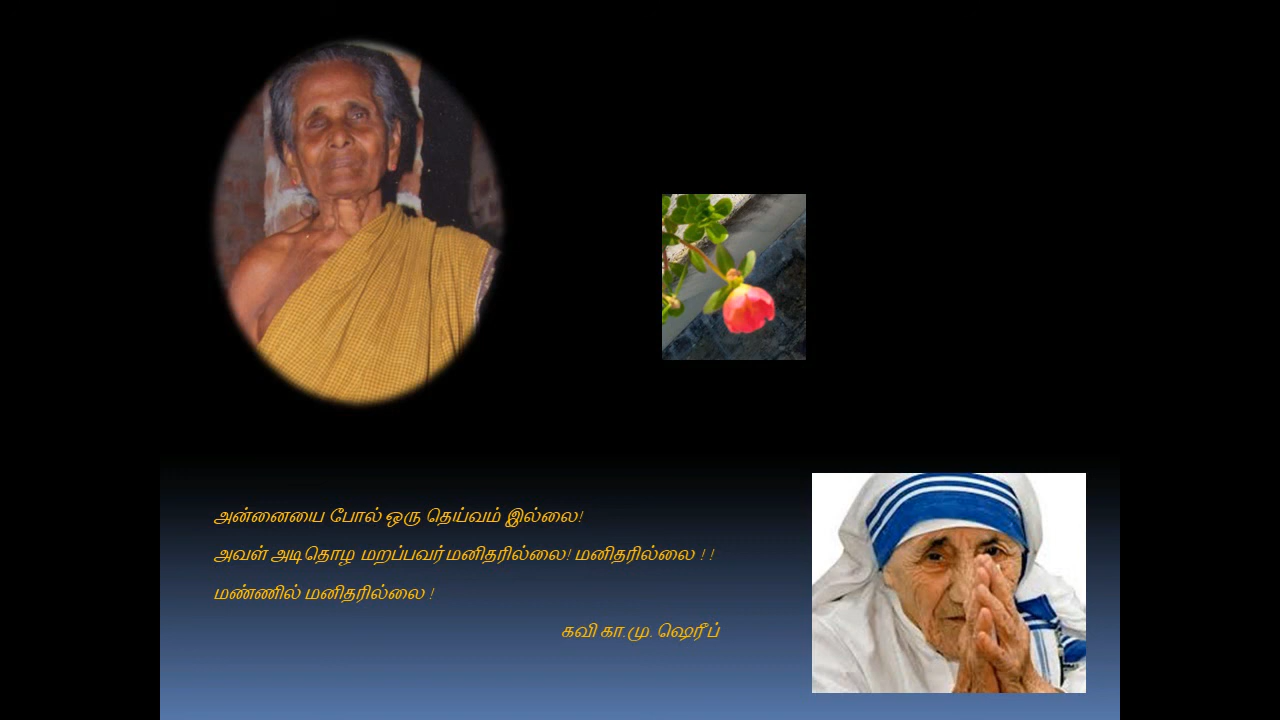 அன்னையை போல் ஒரு தெய்வம் இல்லை!
அவள் அடிதொழ மறப்பவர் மனிதரில்லை! மனிதரில்லை ! !
மண்ணில் மனிதரில்லை !
கவி கா.மு. ஷெரீப்